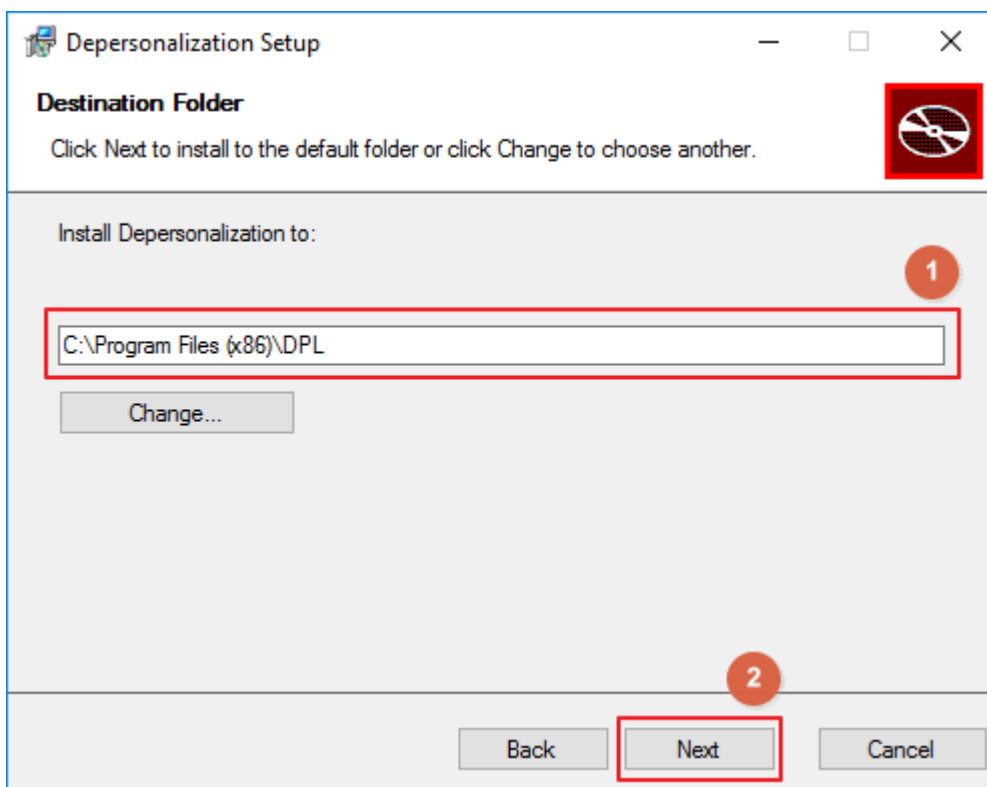 Depersonalization Setup
Destination Folder
Click Next to install to the default folder or click Change to choose another.
Install Depersonalization to:
1
C:\Program Files (x86)\DPL
Change...
2
Back Next Cancel